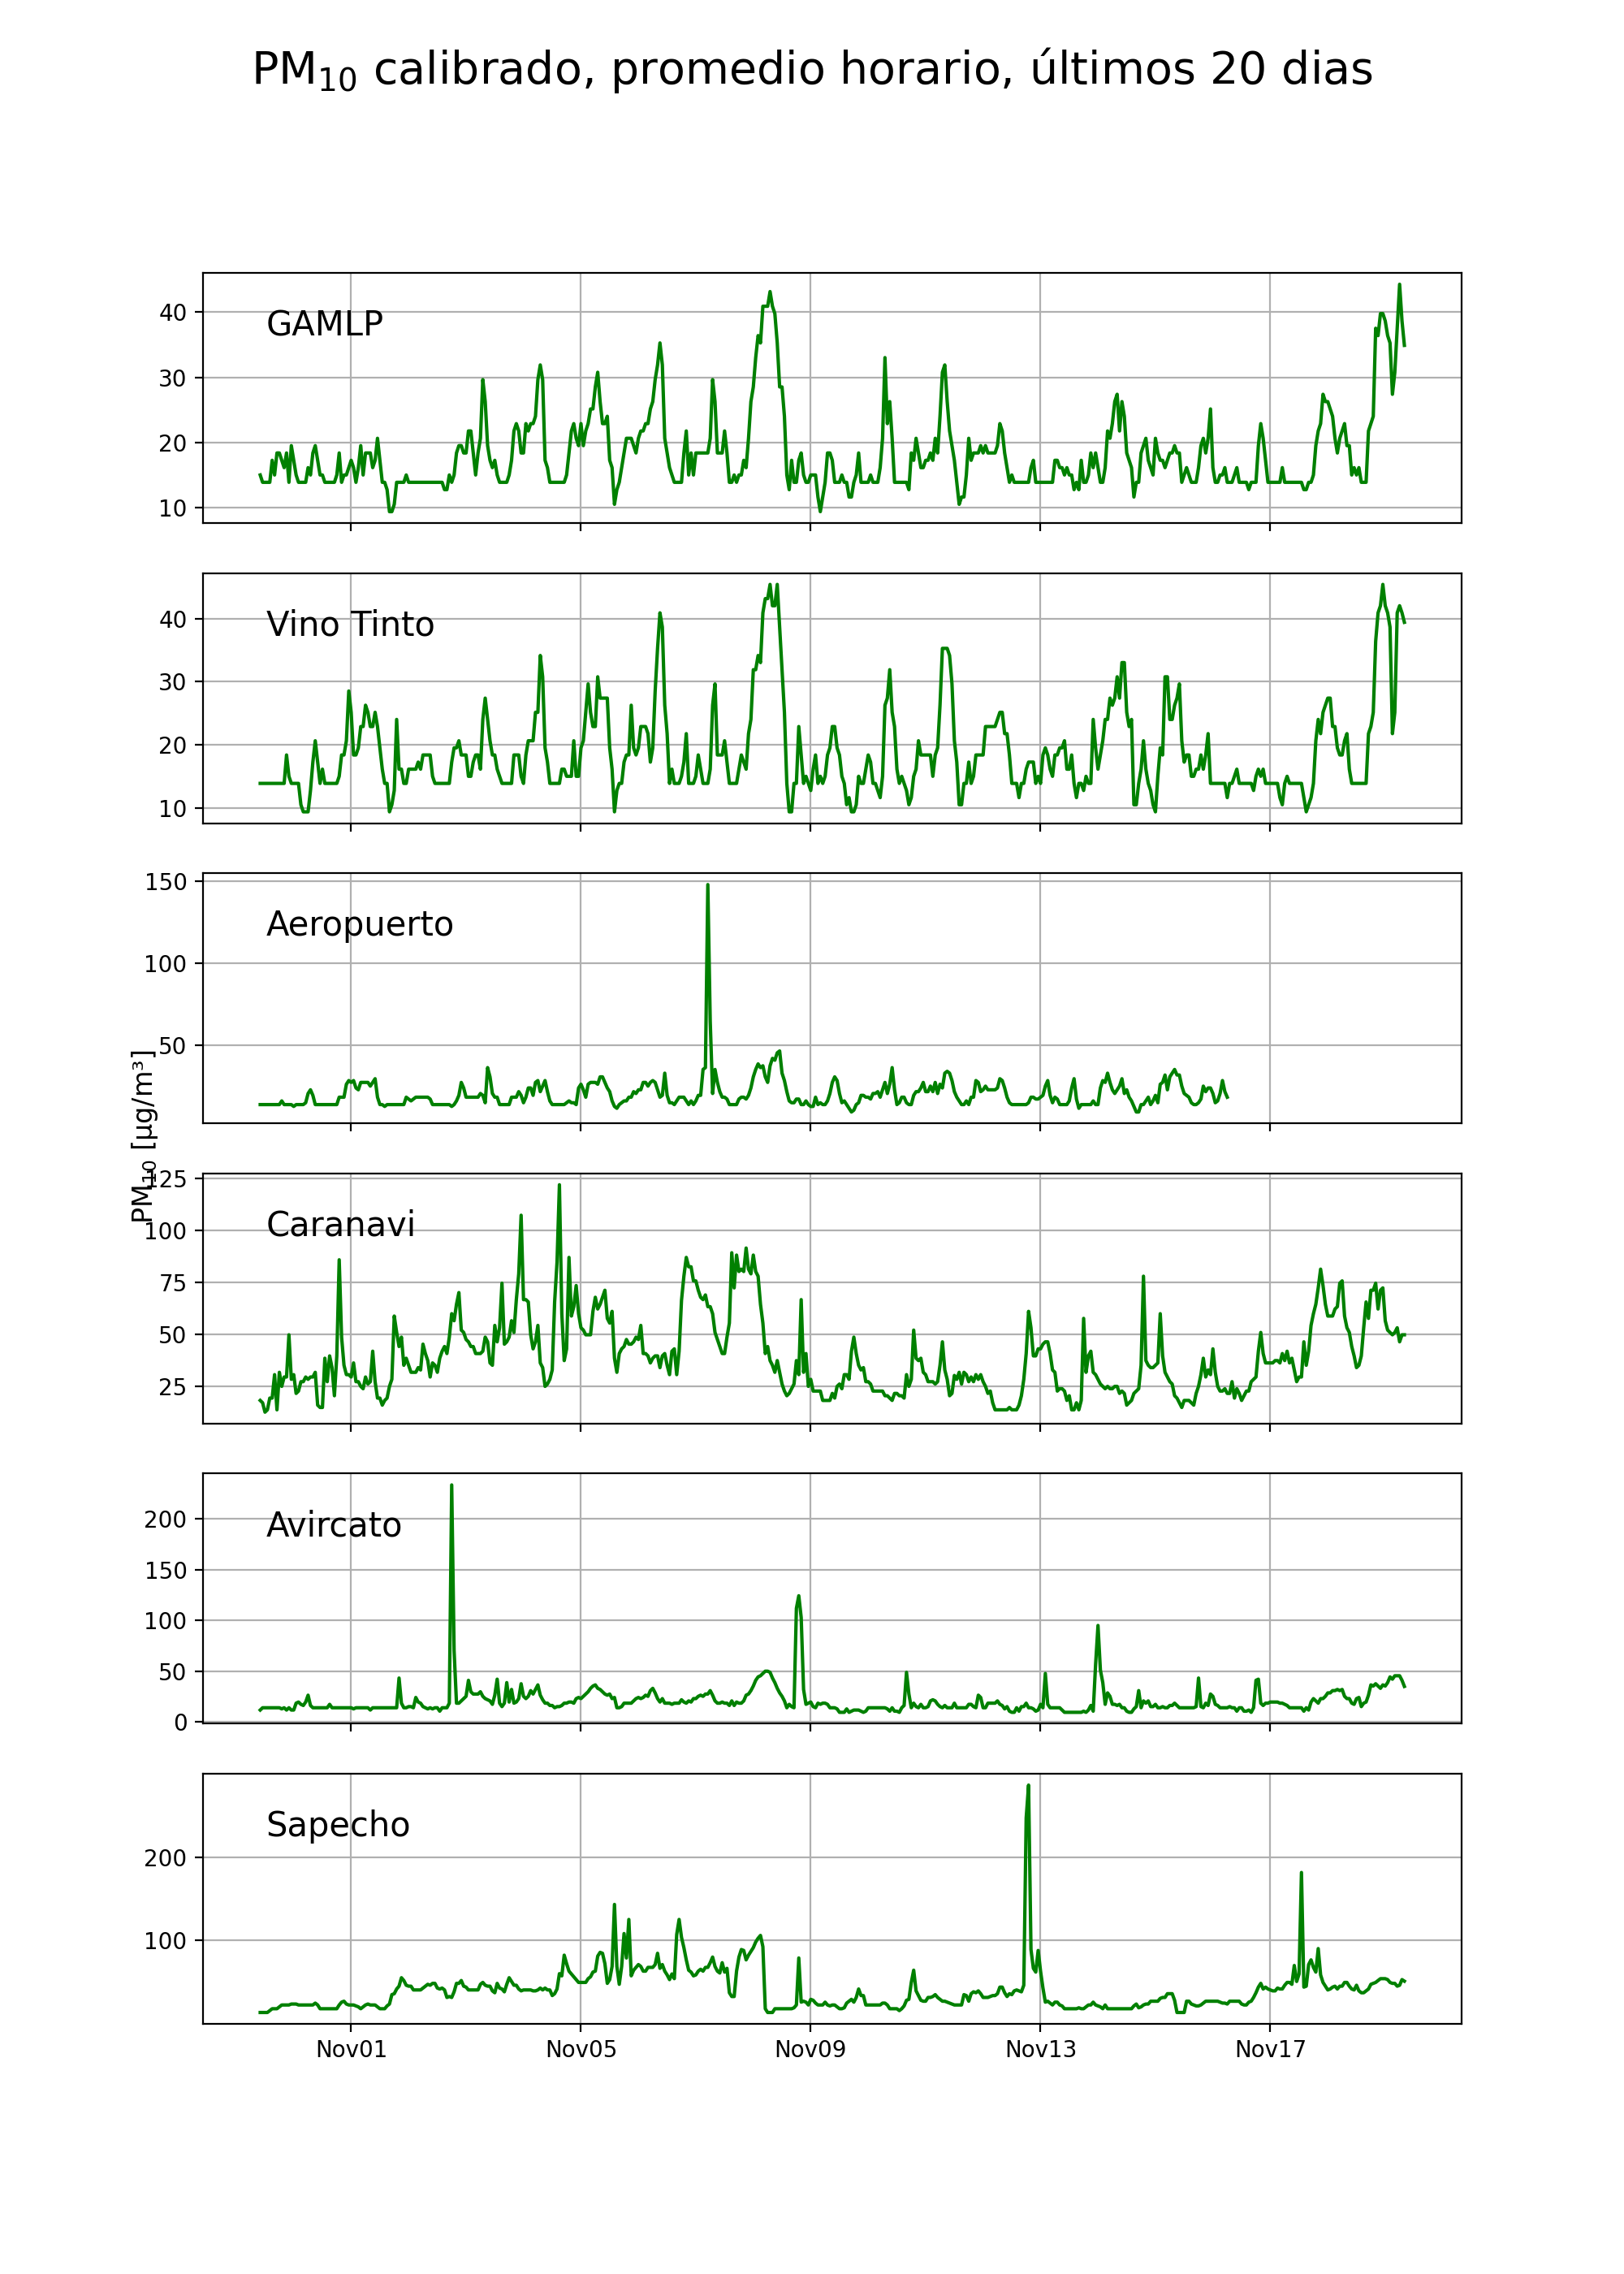 PM₁₀ calibrado, promedio horario, últimos 20 dias
GAMLP
40
30
20
10
Vino Tinto
40
30
20
10
Aeropuerto
150
100
50
PM₁₀ [µg/m³]
Caranavi
125
100
75
50
25
Avircato
200
150
100
50
0
Sapecho
200
100
Nov01 Nov05 Nov09 Nov13 Nov17